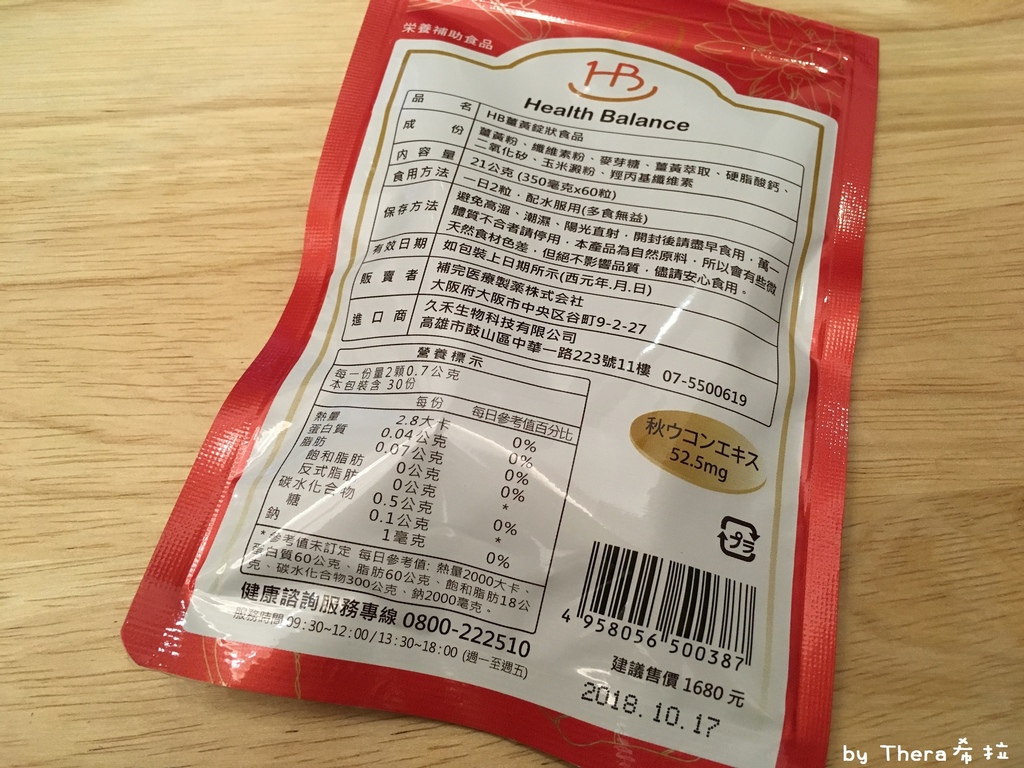 栄養補助食品
HB
Health Balance
品名 HB薑黃錠狀食品
成份 薑黃粉、纖維素粉、麥芽糖、薑黃萃取、硬脂酸鈣、
二氧化矽、玉米澱粉、羥丙基纖維素
內容量 21公克(350毫克x60粒)
食用方法 一日2粒，配水服用(多食無益)
保存方法 避免高溫、潮濕、陽光直射，開封後請盡早食用，萬一
體質不合者請停用，本產品為自然原料，所以會有些微
天然食材色差，但絕不影響品質，儘請安心食用。
有效日期 如包裝上日期所示(西元年.月.日)
販賣者 補完医療製薬株式会社
大阪府大阪市中央区谷町9-2-27
進口商 久禾生物科技有限公司
高雄市鼓山區中華一路223號11樓 07-5500619
營養標示
每一份量2顆0.7公克
本包裝含 30份
每份 每日參考值百分比
熱量 2.8大卡 0%
蛋白質 0.04公克 0%
脂肪 0.07公克 0%
飽和脂肪 0公克 0%
反式脂肪 0公克 *
碳水化合物 0.5公克 0%
糖 0.1公克 *
鈉 1毫克 0%
*參考值未訂定 每日參考值: 熱量2000大卡、
蛋白質60公克、脂肪60公克、飽和脂肪18公
克、碳水化合物300公克、鈉2000毫克。
健康諮詢服務專線 0800-222510
服務時間09:30~12:00/13:30~18:00 (週一至週五)
秋ウコンエキス
52.5mg
プラ
4 958056 500387
建議售價 1680 元
2018.10.17
by Thera希拉